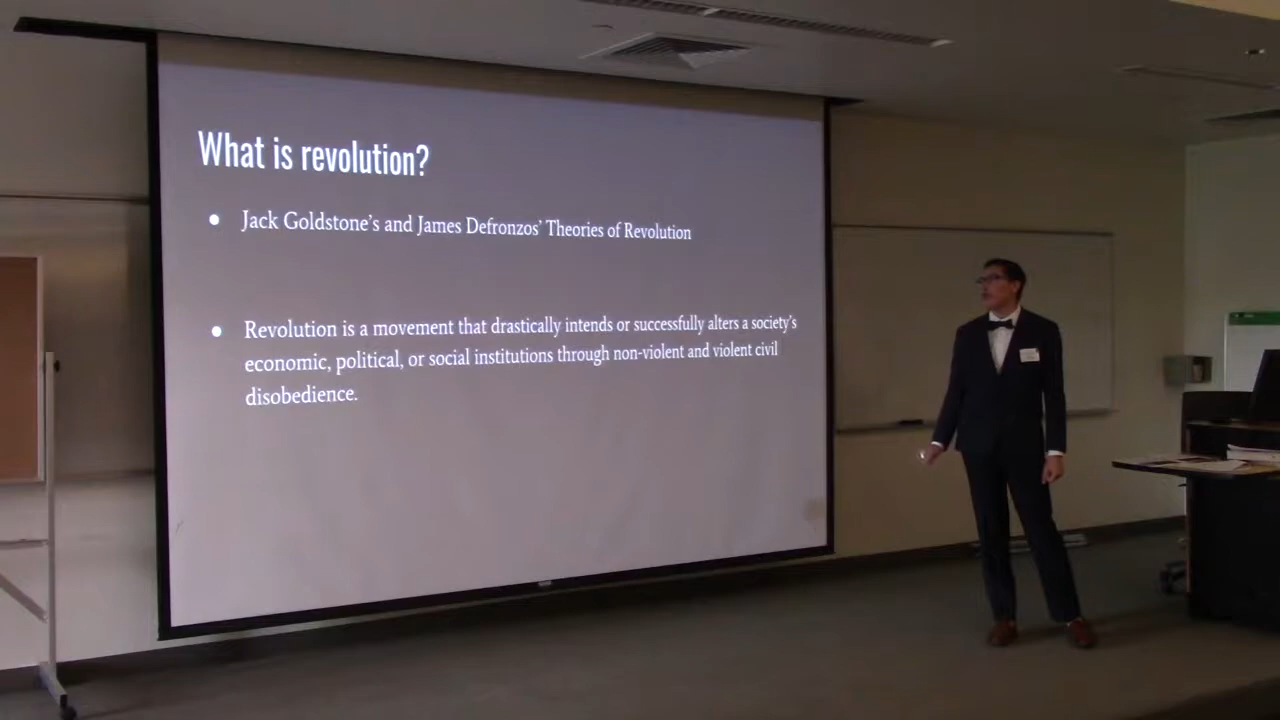 What is revolution?
● Jack Goldstone's and James Defronzos' Theories of Revolution
● Revolution is a movement that drastically intends or successfully alters a society's
economic, political, or social institutions through non-violent and violent civil
disobedience.